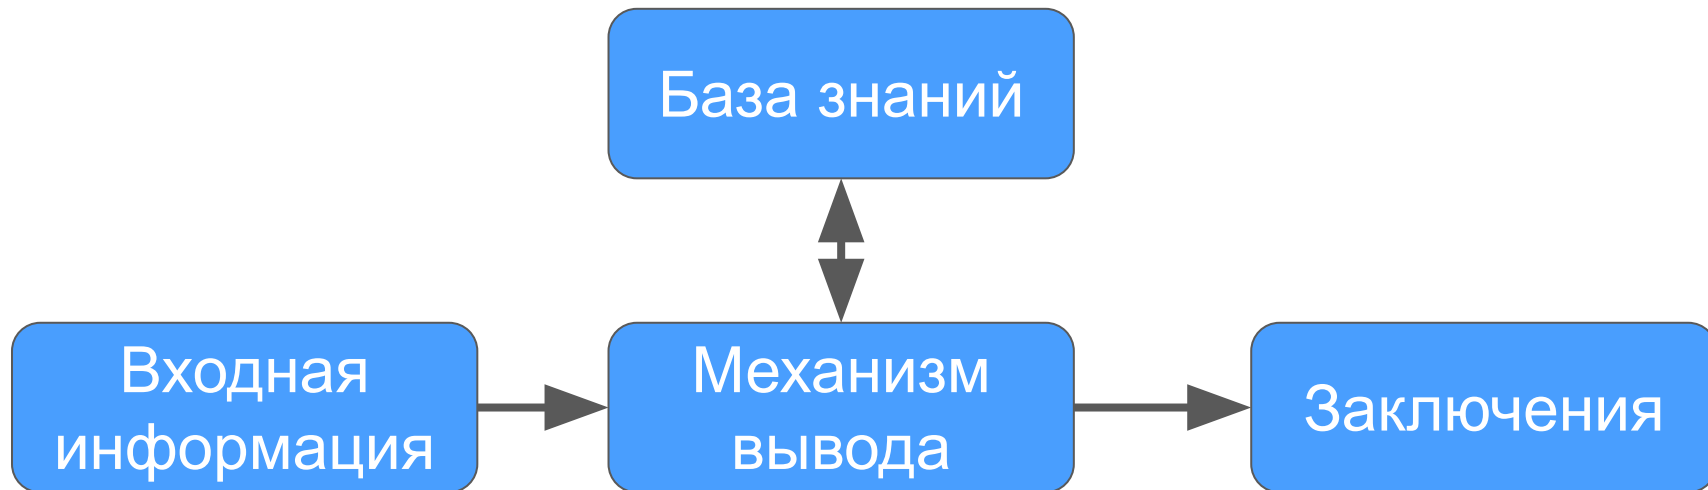 База знаний
Входная
информация
Механизм
вывода
Заключения